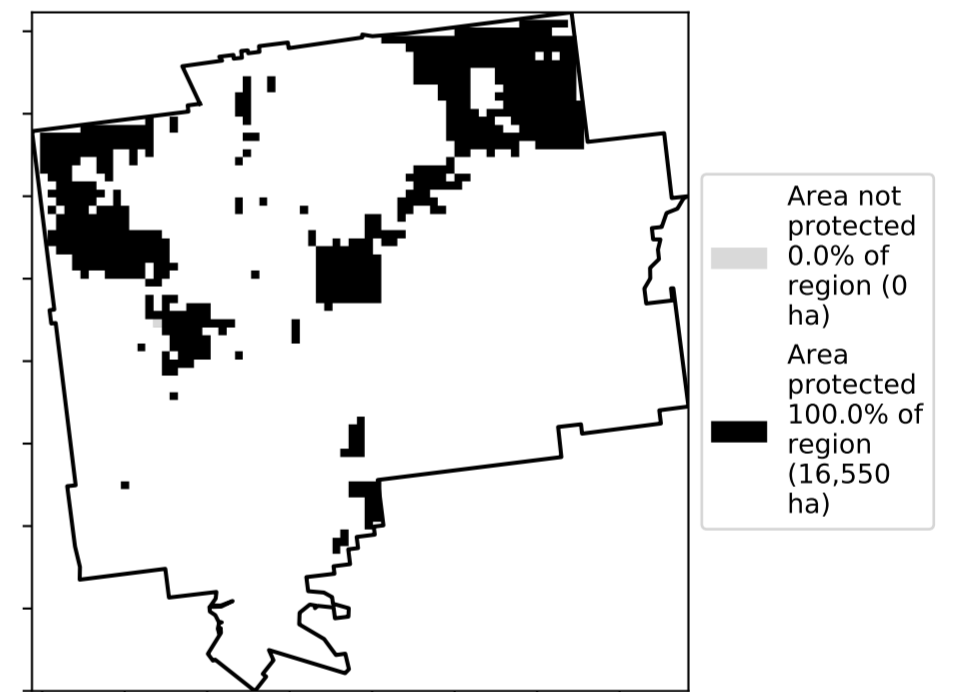 Area not
protected
0.0% of
region (0
ha)
Area
protected
100.0% of
region
(16,550
ha)